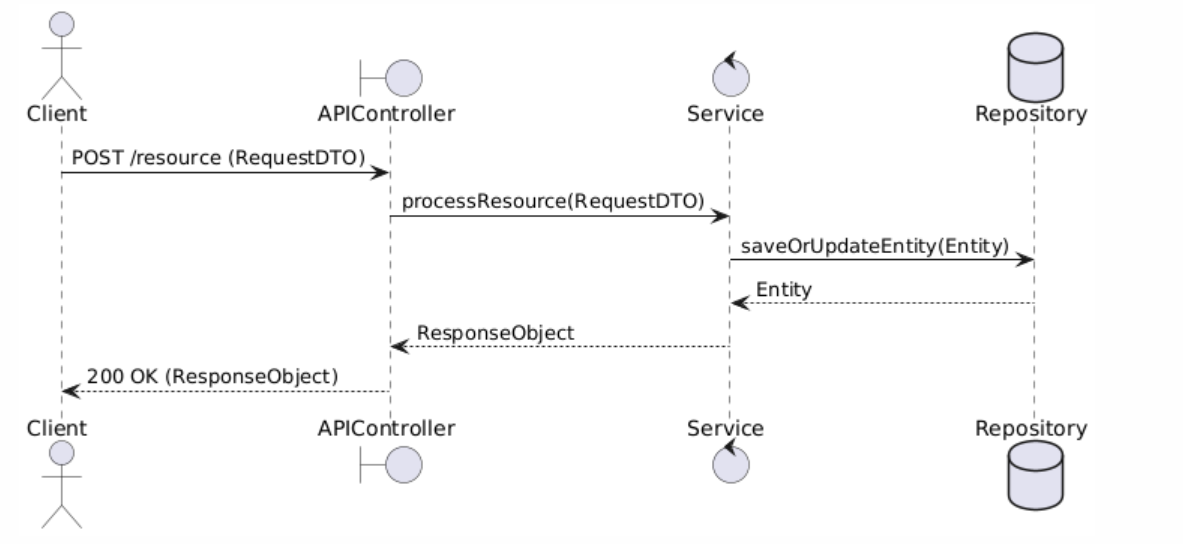 Client
APIController
Service
Repository
POST /resource (RequestDTO)
processResource(RequestDTO)
saveOrUpdateEntity(Entity)
Entity
ResponseObject
200 OK (ResponseObject)
Client
APIController
Service
Repository